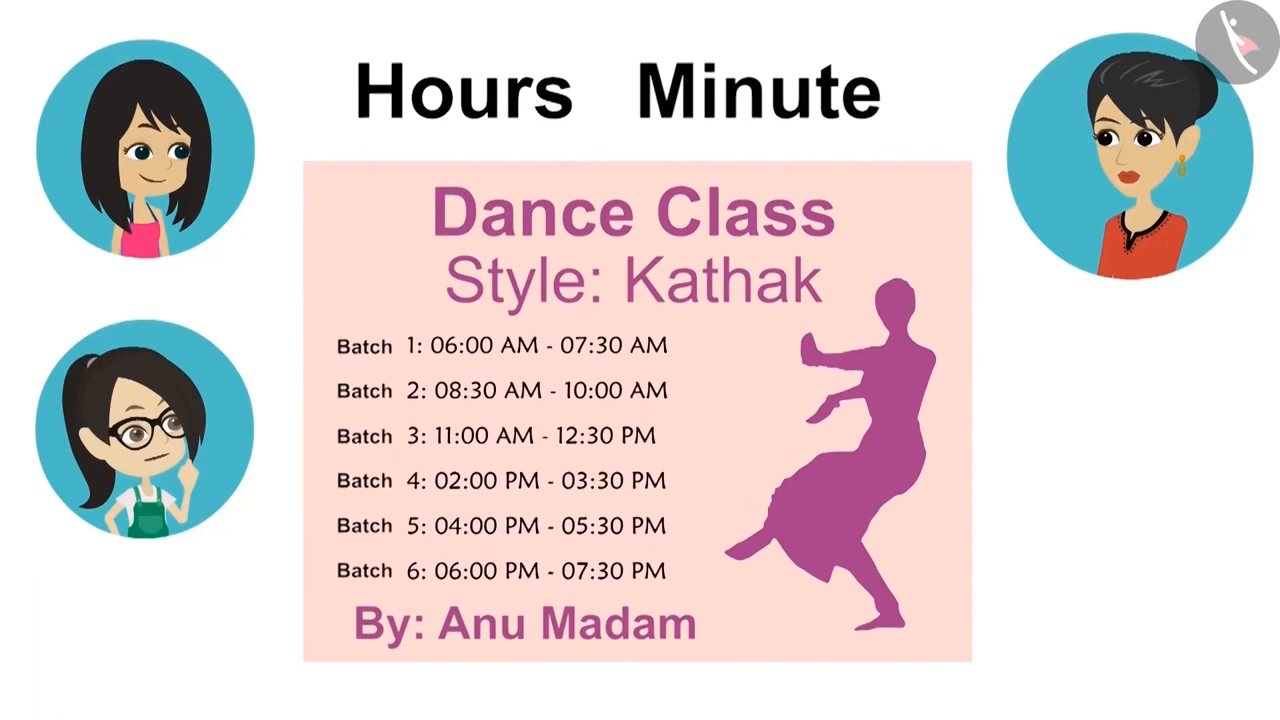 Hours Minute
Dance Class
Style: Kathak
Batch 1: 06:00 AM - 07:30 AM
Batch 2: 08:30 AM - 10:00 AM
Batch 3: 11:00 AM - 12:30 PM
Batch 4: 02:00 PM - 03:30 PM
Batch 5: 04:00 PM - 05:30 PM
Batch 6: 06:00 PM - 07:30 PM
By: Anu Madam